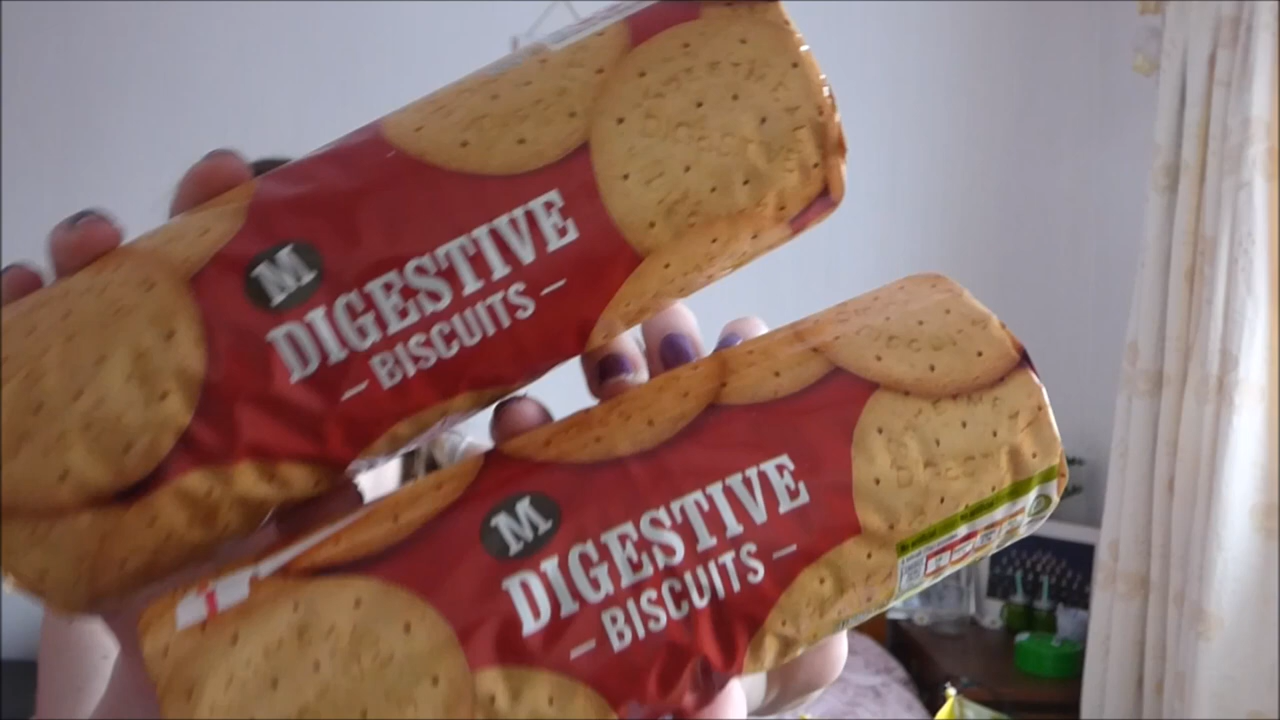 M
DIGESTIVE
– BISCUITS –
M
DIGESTIVE
– BISCUITS –